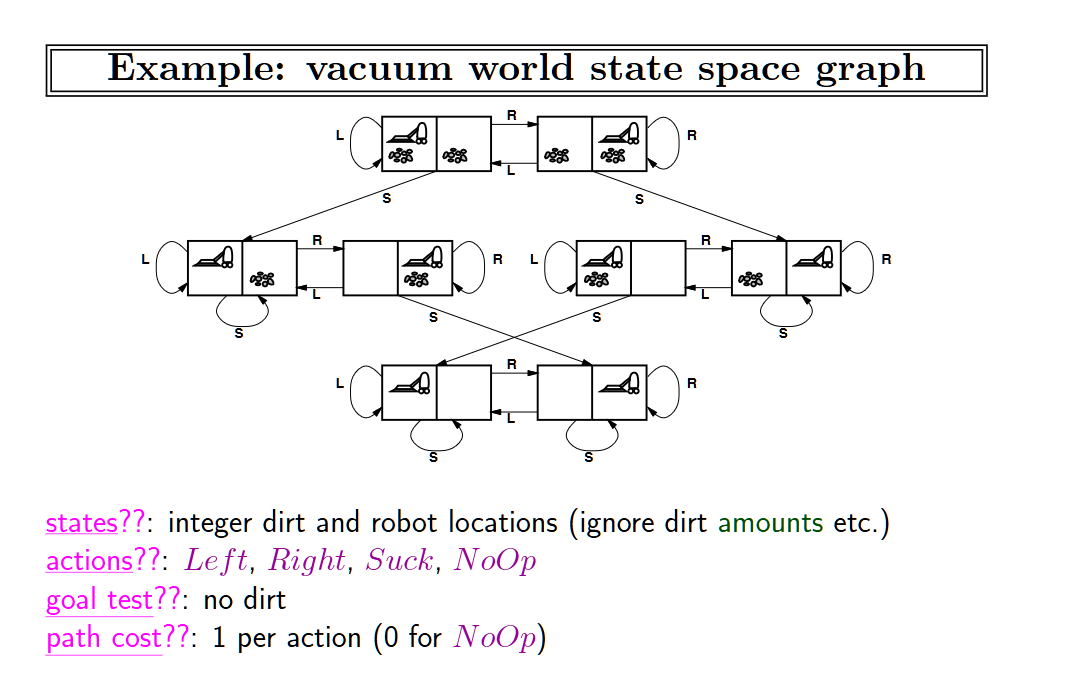 Example: vacuum world state space graph
R
L
R
L
S
S
R
L
R
L
R
L
R
L
S
S
S
S
R
L
R
L
S
S
states??: integer dirt and robot locations (ignore dirt amounts etc.)
actions??: Left, Right, Suck, NoOp
goal test??: no dirt
path cost??: 1 per action (0 for NoOp)